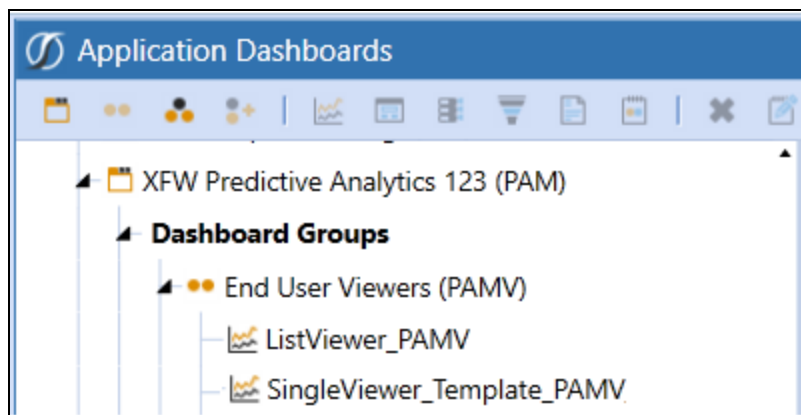 Application Dashboards
XFW Predictive Analytics 123 (PAM)
Dashboard Groups
End User Viewers (PAMV)
ListViewer_PAMV
SingleViewer_Template_PAMV